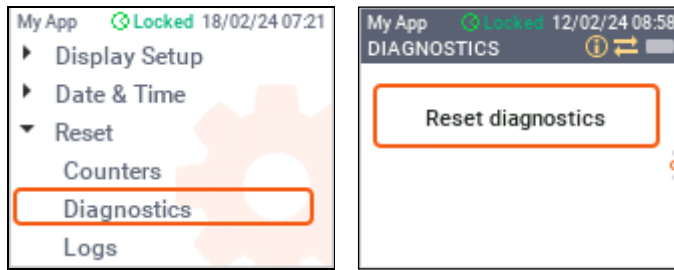 My App Locked 18/02/24 07:21
Display Setup
Date & Time
Reset
Counters
Diagnostics
Logs
My App Locked 12/02/24 08:58
DIAGNOSTICS
Reset diagnostics